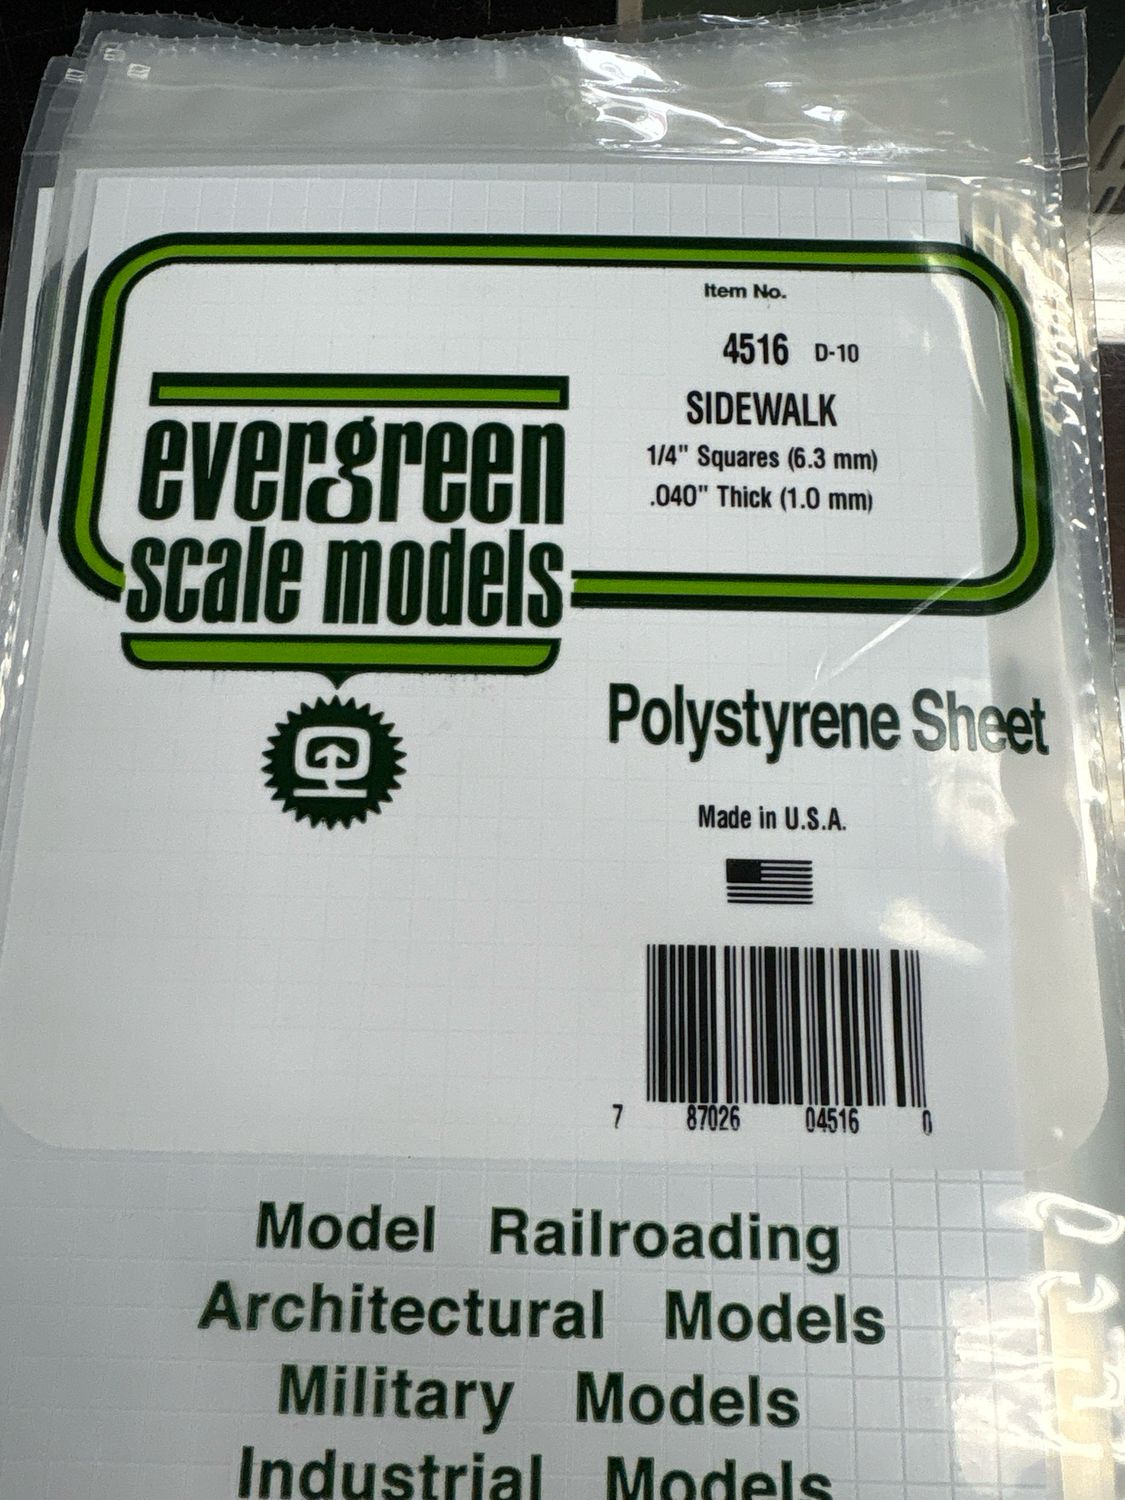 Item No.
4516 D-10
SIDEWALK
1/4" Squares (6.3 mm)
.040" Thick (1.0 mm)
evergreen
scale models
Polystyrene Sheet
Made in U.S.A.
7 87026 04516 0
Model Railroading
Architectural Models
Military Models
Industrial Models